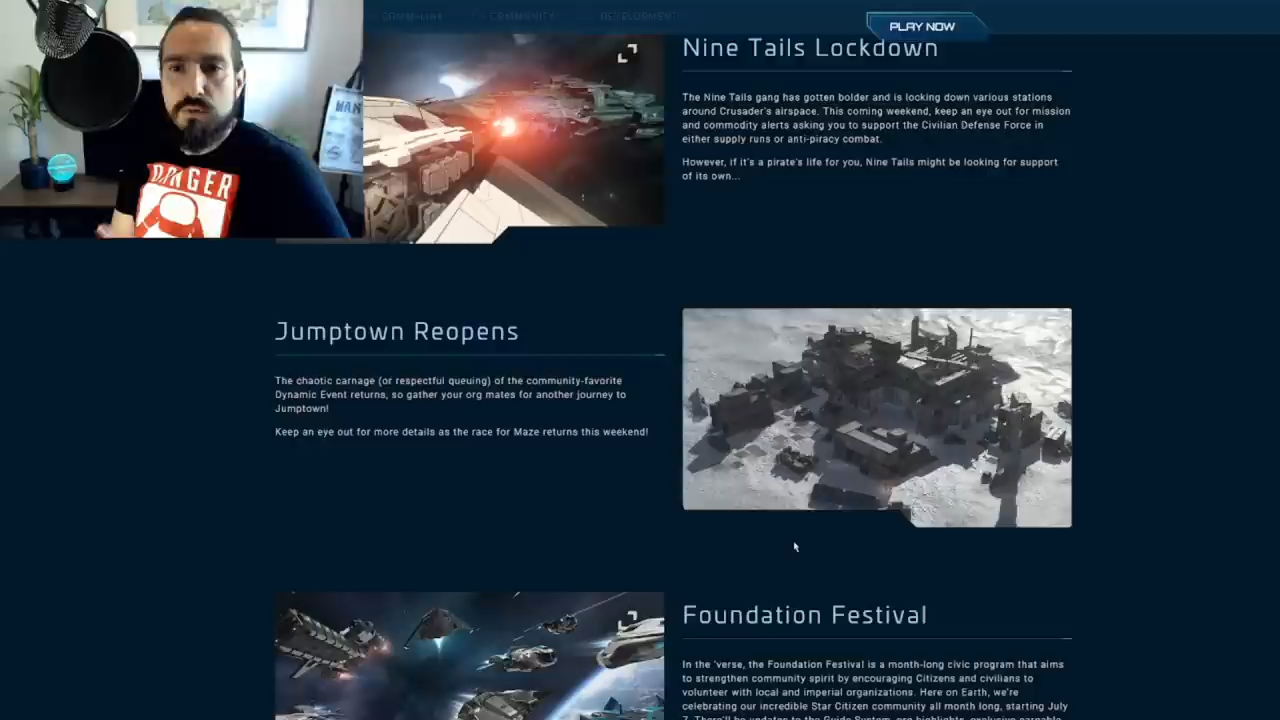 COMM-LINK
COMMUNITY
DEVELOPMENT
PLAY NOW
Nine Tails Lockdown
The Nine Tails gang has gotten bolder and is locking down various stations
around Crusader's airspace. This coming weekend, keep an eye out for mission
and commodity alerts asking you to support the Civilian Defense Force in
either supply runs or anti-piracy combat.
However, if it's a pirate's life for you, Nine Tails might be looking for support
of its own...
DANGER
Jumptown Reopens
The chaotic carnage (or respectful queuing) of the community-favorite
Dynamic Event returns, so gather your org mates for another journey to
Jumptown!
Keep an eye out for more details as the race for Maze returns this weekend!
Foundation Festival
In the 'verse, the Foundation Festival is a month-long civic program that aims
to strengthen community spirit by encouraging Citizens and civilians to
volunteer with local and imperial organizations. Here on Earth, we're
celebrating our incredible Star Citizen community all month long, starting July